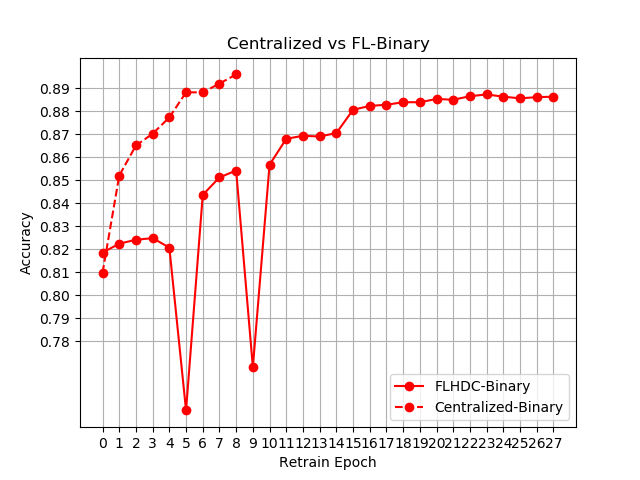 Centralized vs FL-Binary
Accuracy
0.89
0.88
0.87
0.86
0.85
0.84
0.83
0.82
0.81
0.80
0.79
0.78
FLHDC-Binary
Centralized-Binary
0 1 2 3 4 5 6 7 8 9 10 11 12 13 14 15 16 17 18 19 20 21 22 23 24 25 26 27
Retrain Epoch